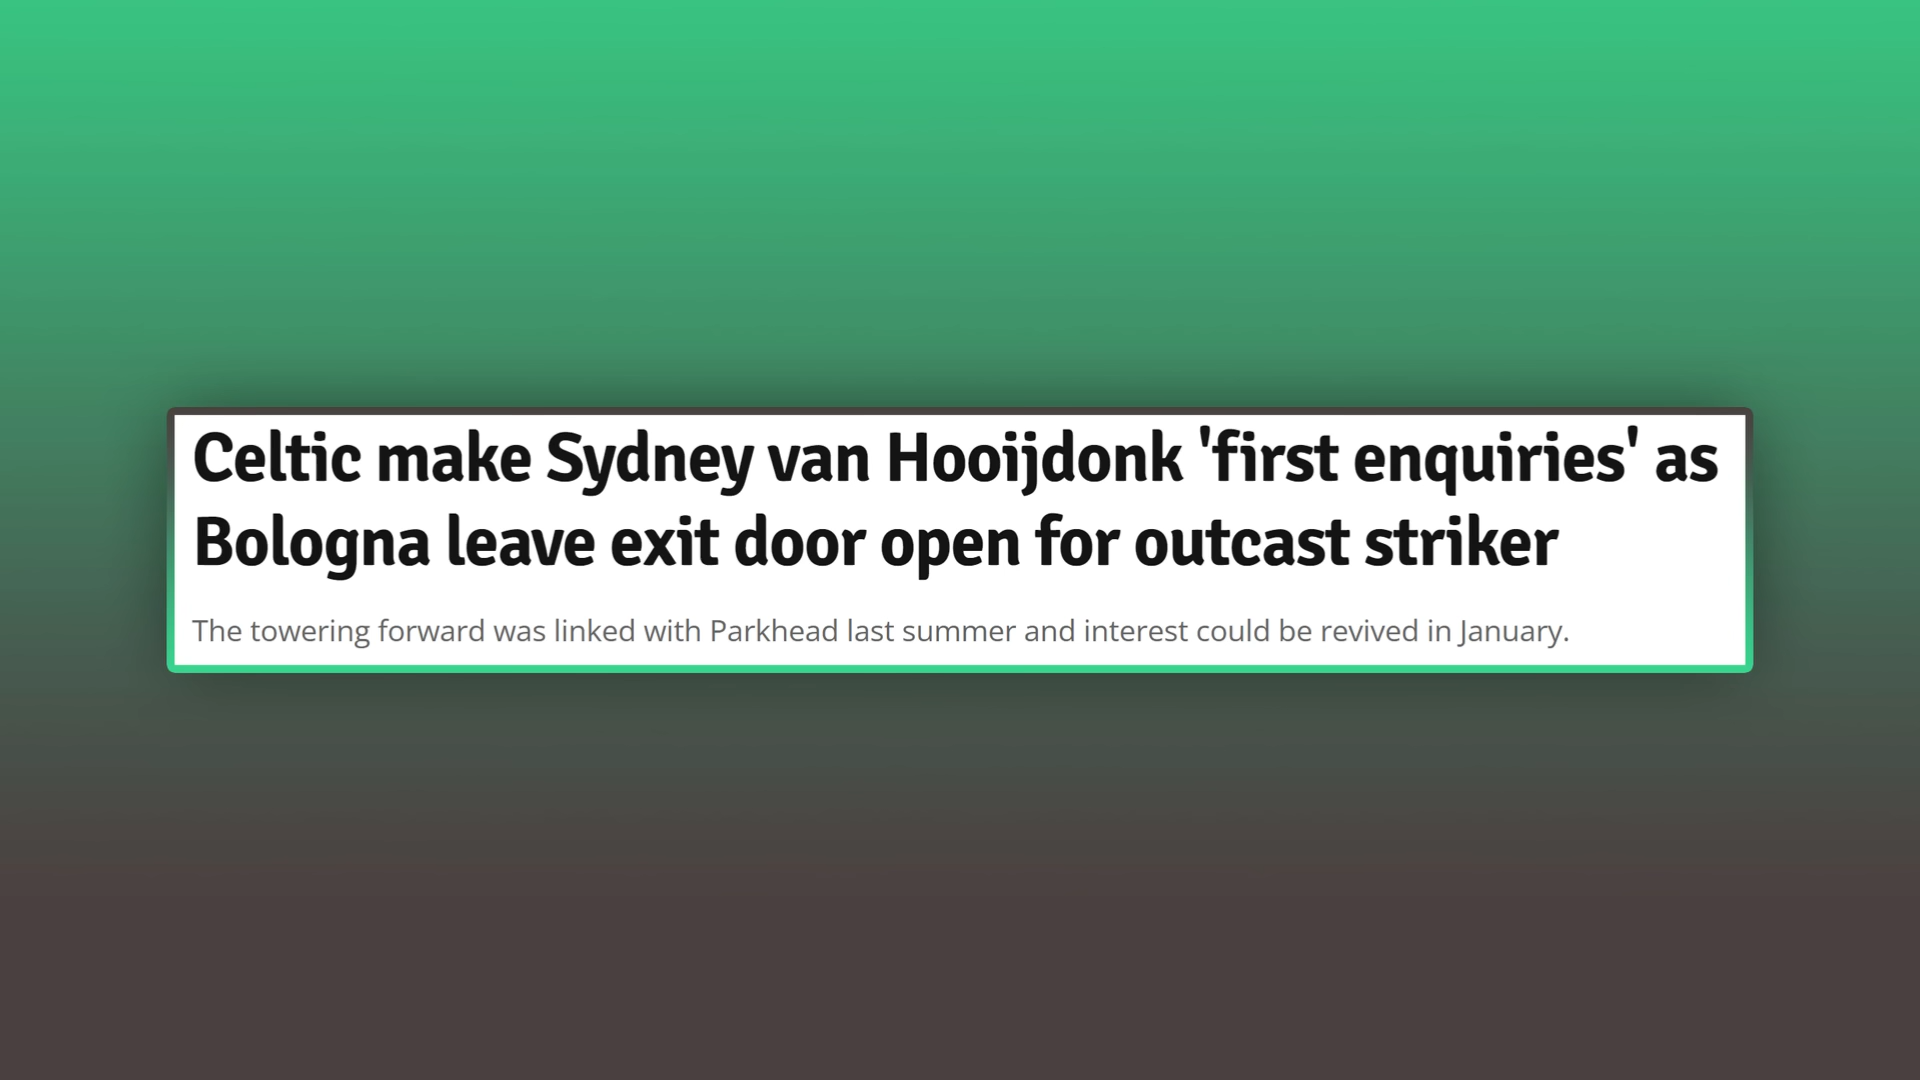 Celtic make Sydney van Hooijdonk 'first enquiries' as
Bologna leave exit door open for outcast striker
The towering forward was linked with Parkhead last summer and interest could be revived in January.